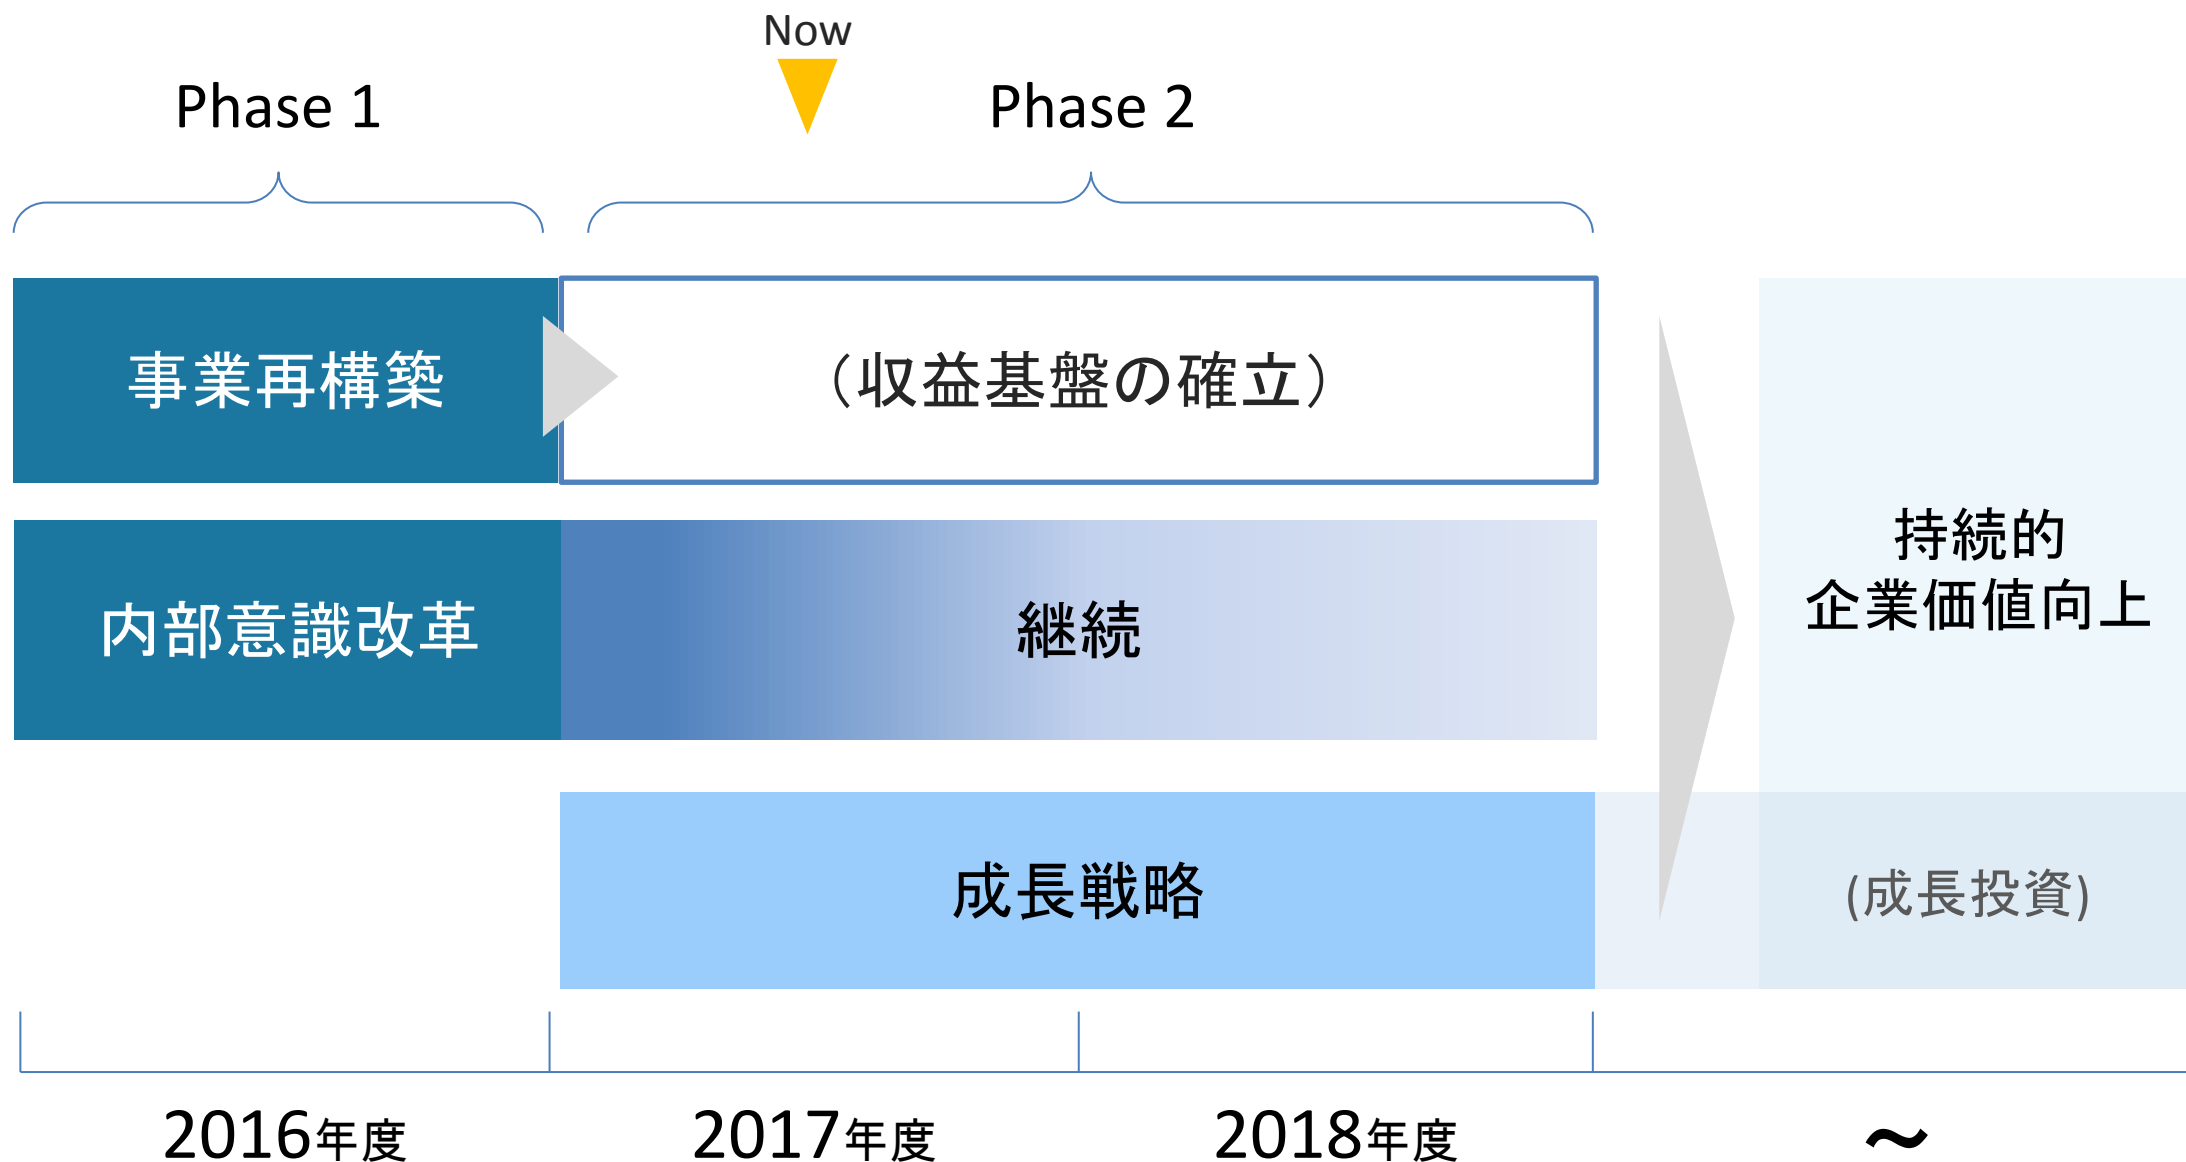 Now
Phase 1
Phase 2
事業再構築
（収益基盤の確立）
内部意識改革
継続
持続的
企業価値向上
成長戦略
(成長投資)
2016年度
2017年度
2018年度
～